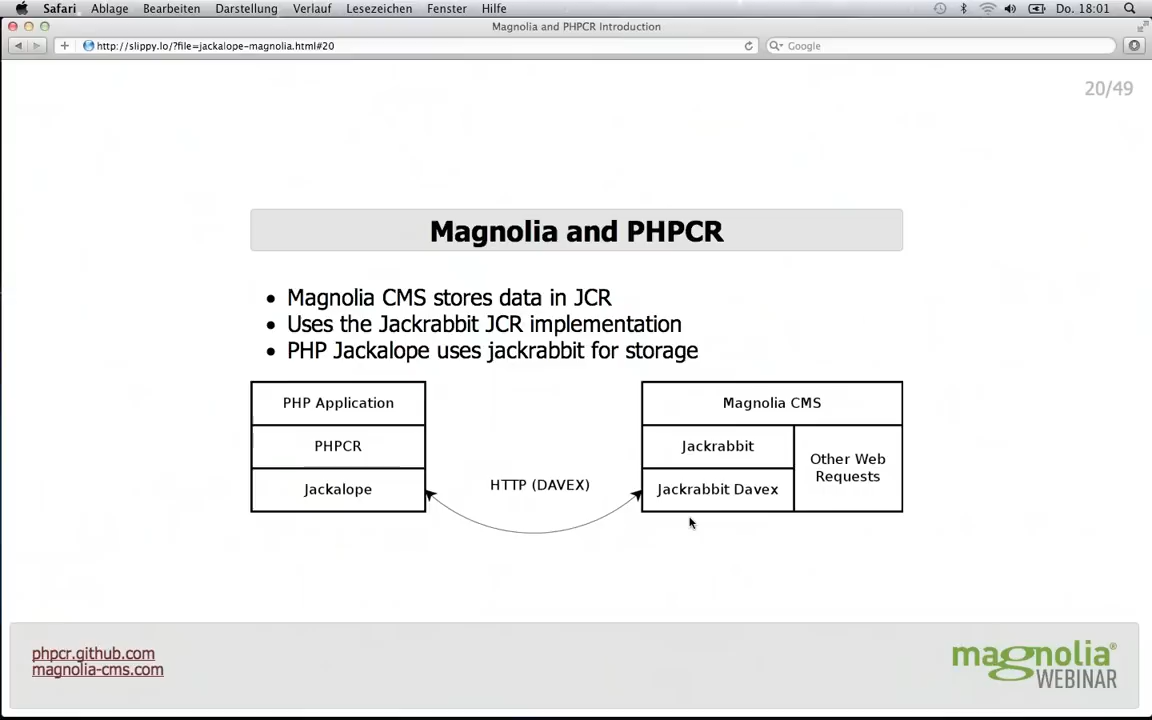 Safari Ablage Bearbeiten Darstellung Verlauf Lesezeichen Fenster Hilfe Do. 18:01
Magnolia and PHPCR Introduction
http://slippy.lo/?file=jackalope-magnolia.html#20 Google
20/49
Magnolia and PHPCR
• Magnolia CMS stores data in JCR
• Uses the Jackrabbit JCR implementation
• PHP Jackalope uses jackrabbit for storage
PHP Application
PHPCR
Jackalope
HTTP (DAVEX)
Magnolia CMS
Jackrabbit
Jackrabbit Davex
Other Web
Requests
phpcr.github.com
magnolia-cms.com
magnolia®
WEBINAR